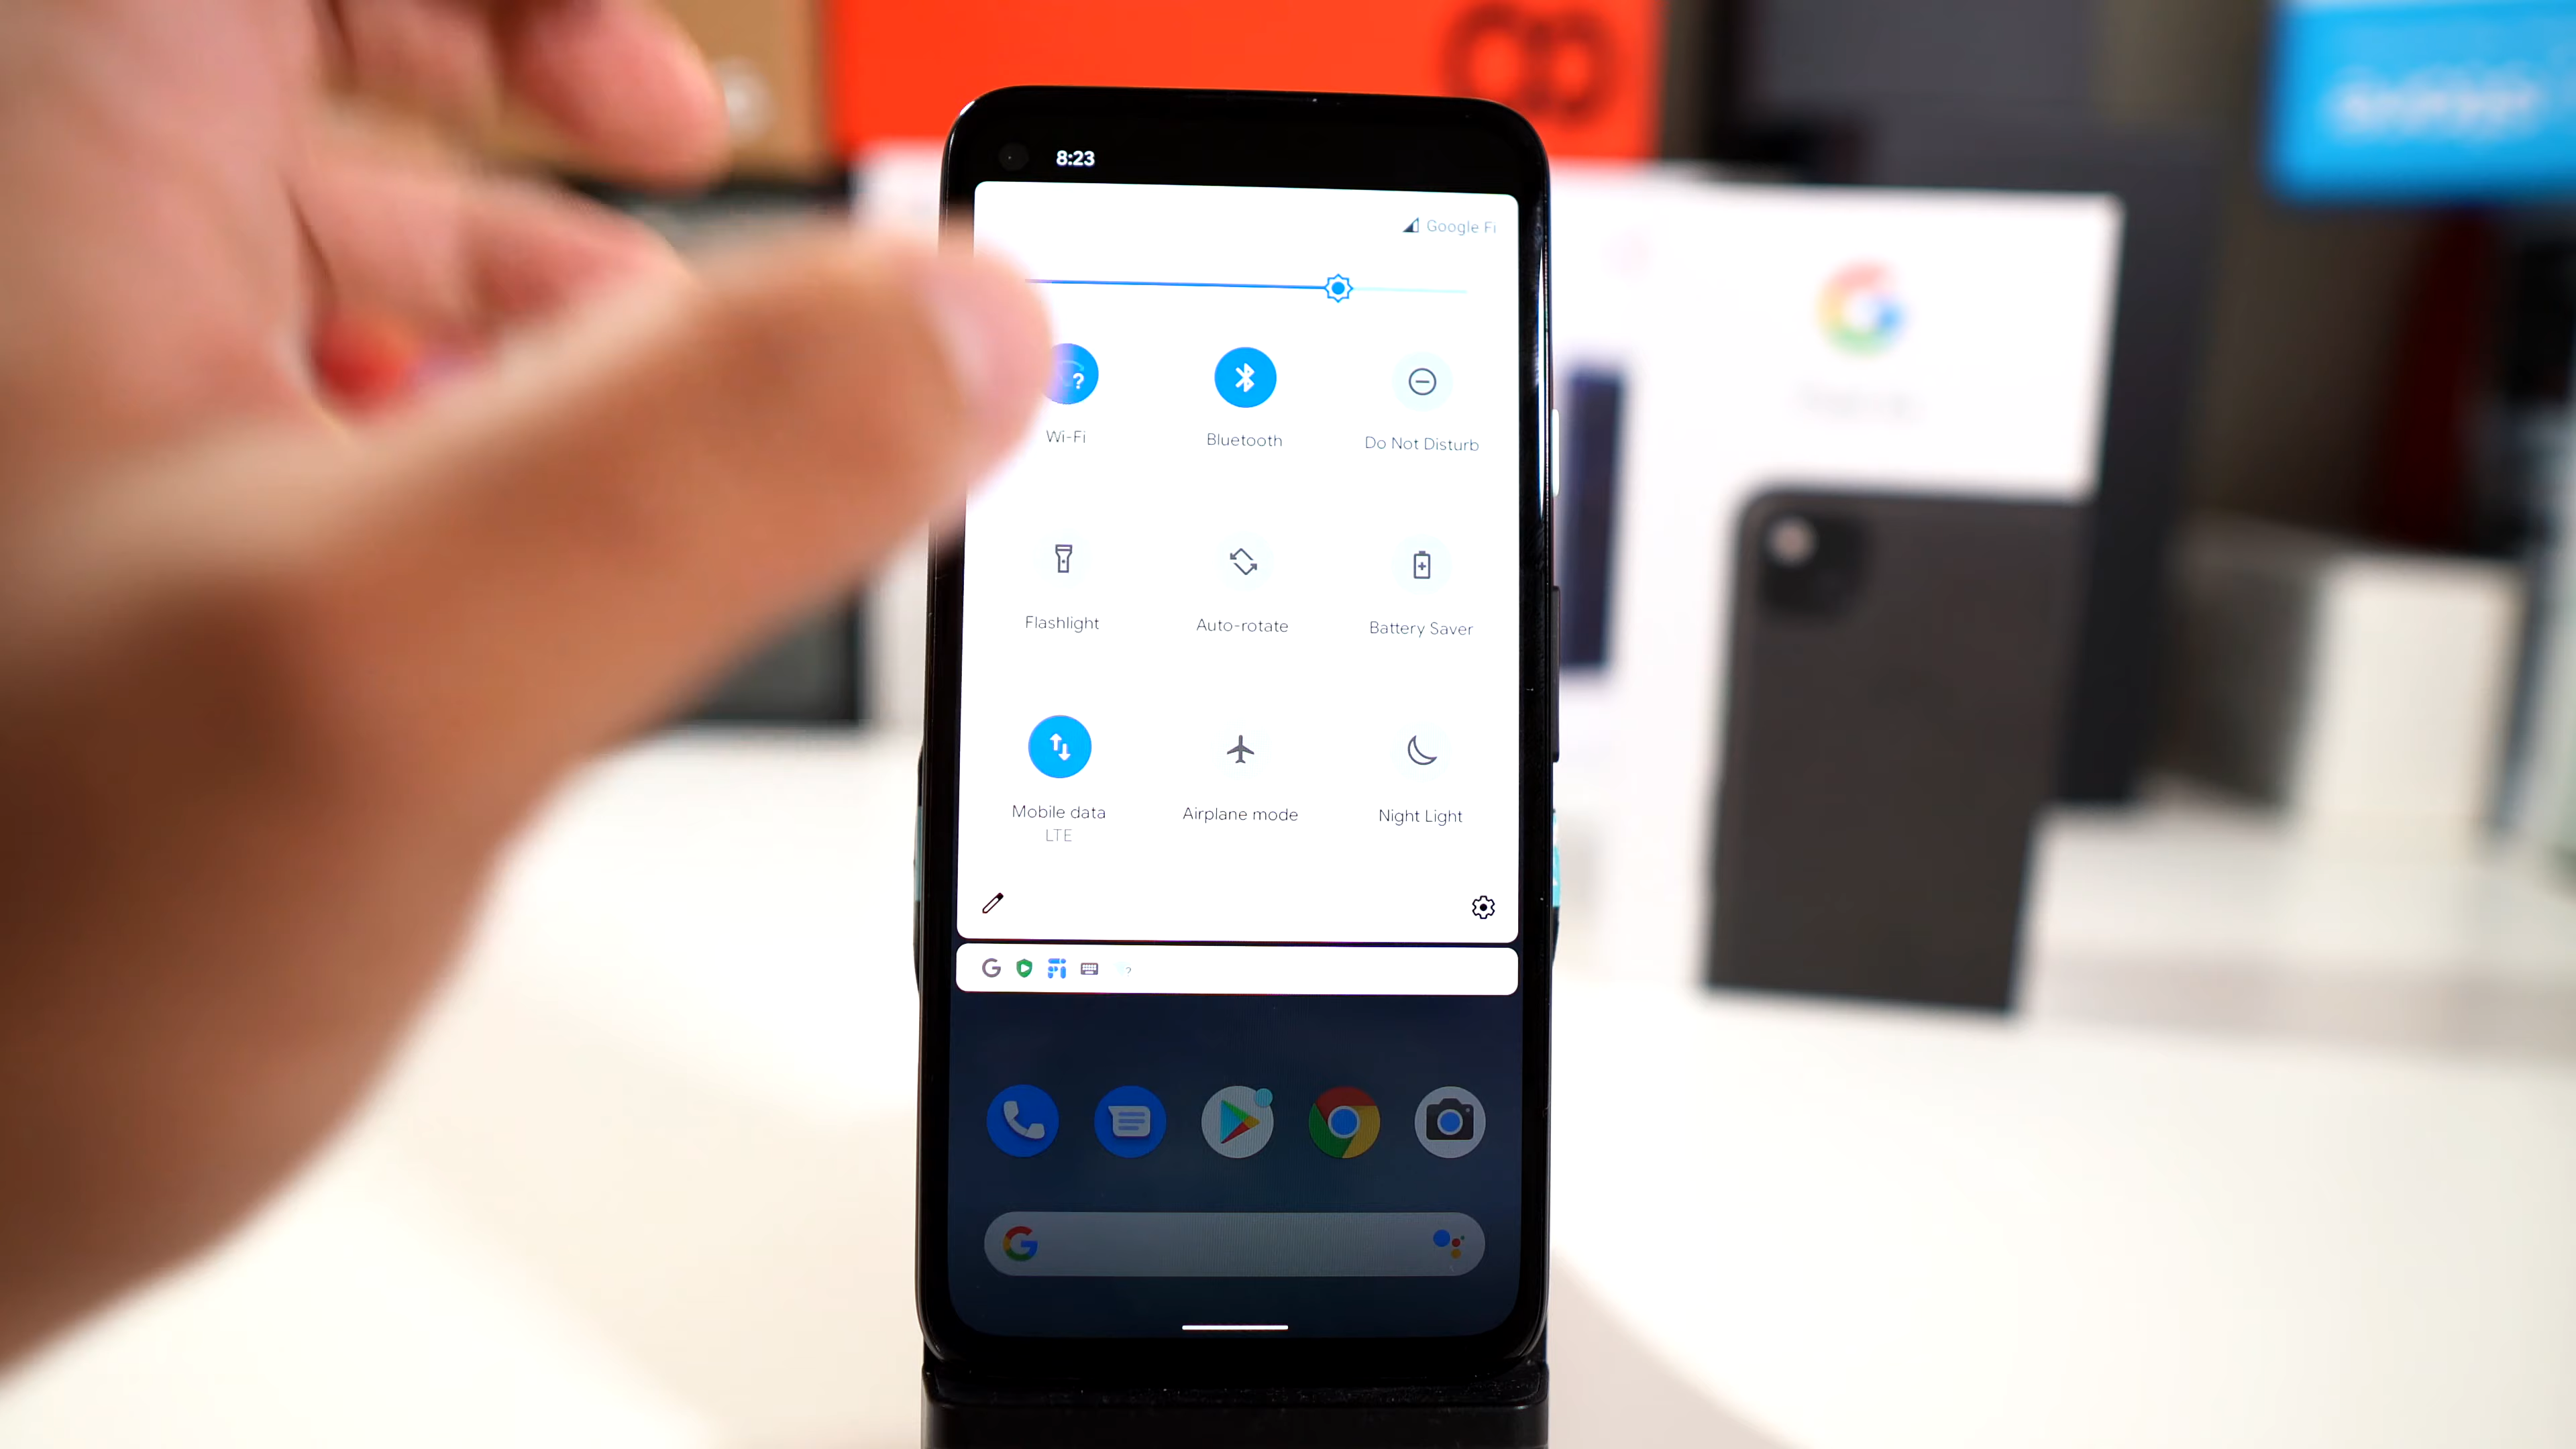 8:23
Google Fi
?
Wi-Fi
Bluetooth
Do Not Disturb
Flashlight
Auto-rotate
Battery Saver
Mobile data
LTE
Airplane mode
Night Light
G Fi ?
G